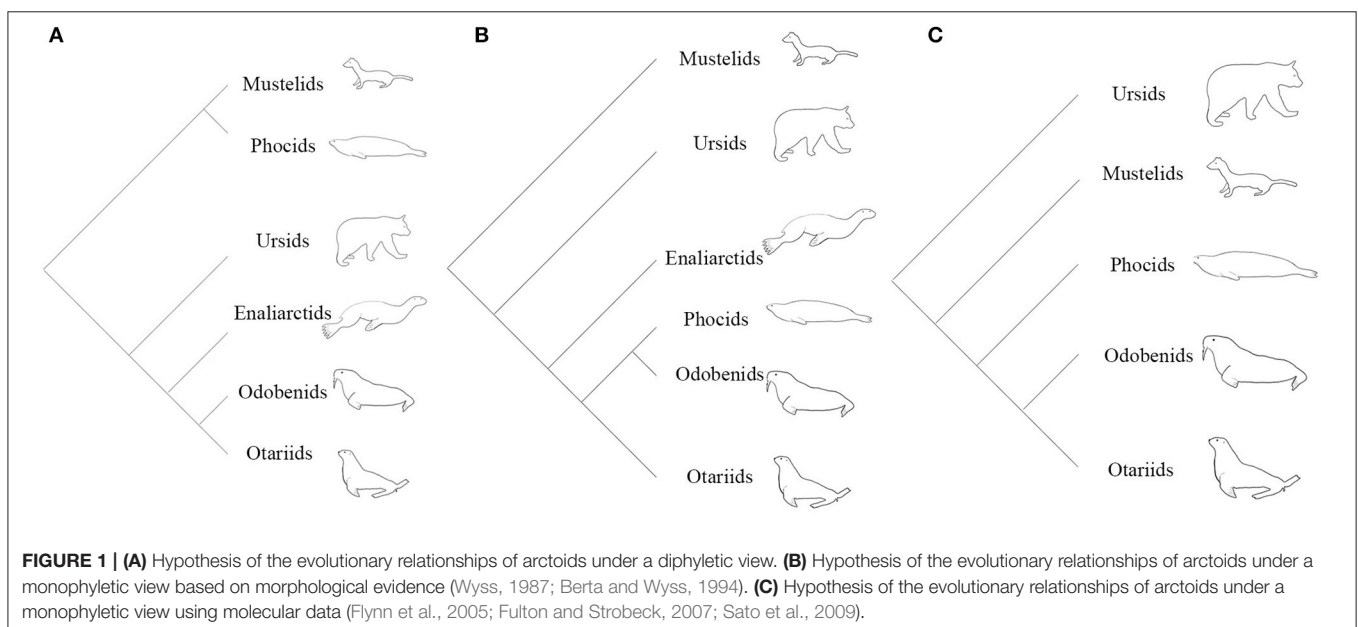 A
Mustelids
Phocids
Ursids
Enaliarctids
Odobenids
Otariids
B
Mustelids
Ursids
Enaliarctids
Phocids
Odobenids
Otariids
C
Ursids
Mustelids
Phocids
Odobenids
Otariids
FIGURE 1 | (A) Hypothesis of the evolutionary relationships of arctoids under a diphyletic view. (B) Hypothesis of the evolutionary relationships of arctoids under a
monophyletic view based on morphological evidence (Wyss, 1987; Berta and Wyss, 1994). (C) Hypothesis of the evolutionary relationships of arctoids under a
monophyletic view using molecular data (Flynn et al., 2005; Fulton and Strobeck, 2007; Sato et al., 2009).